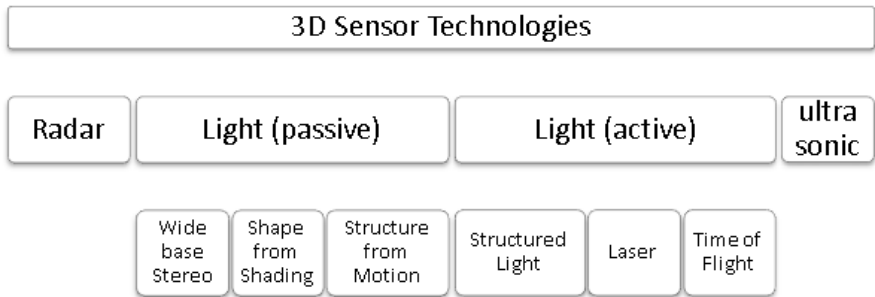 3D Sensor Technologies
Radar
Light (passive)
Light (active)
ultra
sonic
Wide
base
Stereo
Shape
from
Shading
Structure
from
Motion
Structured
Light
Laser
Time of
Flight